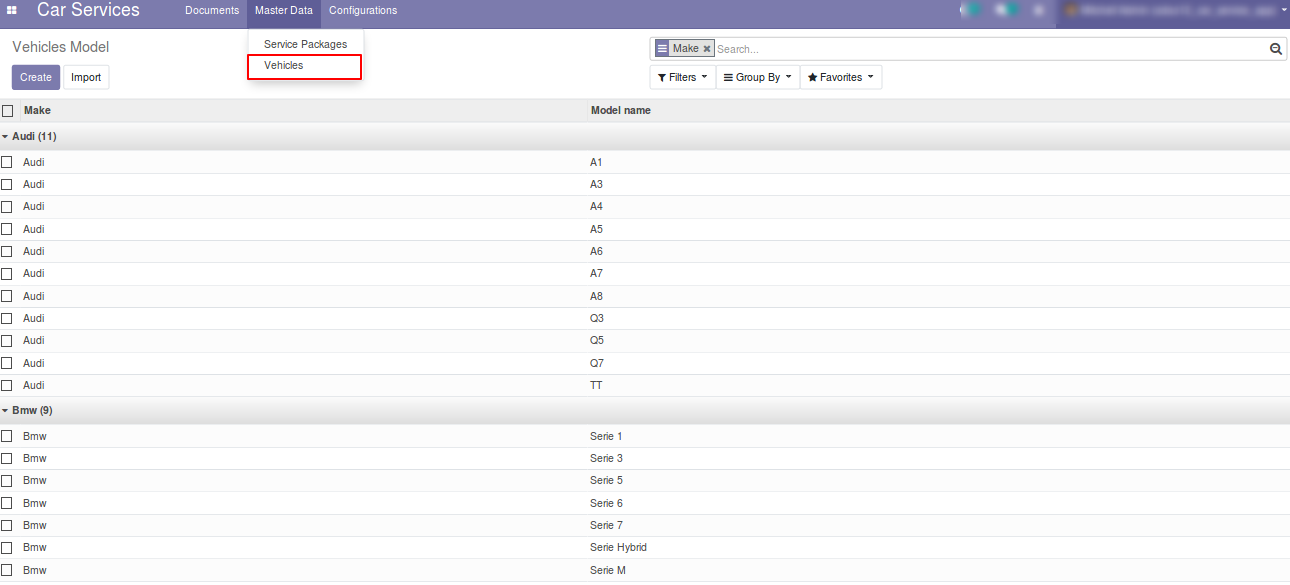 Car Services Documents Master Data Configurations
Vehicles Model
Service Packages
Vehicles
Make Search...
Create Import
Filters Group By Favorites
Make Model name
Audi (11)
Audi A1
Audi A3
Audi A4
Audi A5
Audi A6
Audi A7
Audi A8
Audi Q3
Audi Q5
Audi Q7
Audi TT
Bmw (9)
Bmw Serie 1
Bmw Serie 3
Bmw Serie 5
Bmw Serie 6
Bmw Serie 7
Bmw Serie Hybrid
Bmw Serie M